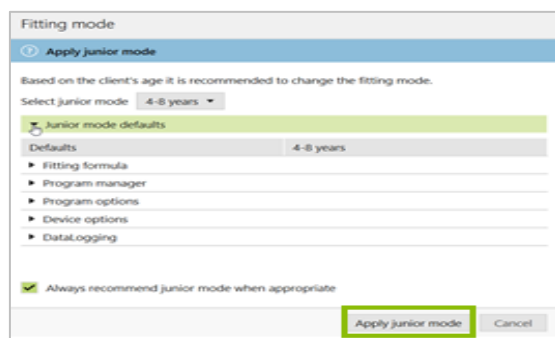 Fitting mode
Apply junior mode
Based on the client's age it is recommended to change the fitting mode.
Select junior mode 4-8 years
Junior mode defaults
Defaults 4-8 years
Fitting formula
Program manager
Program options
Device options
DataLogging
Always recommend junior mode when appropriate
Apply junior mode Cancel